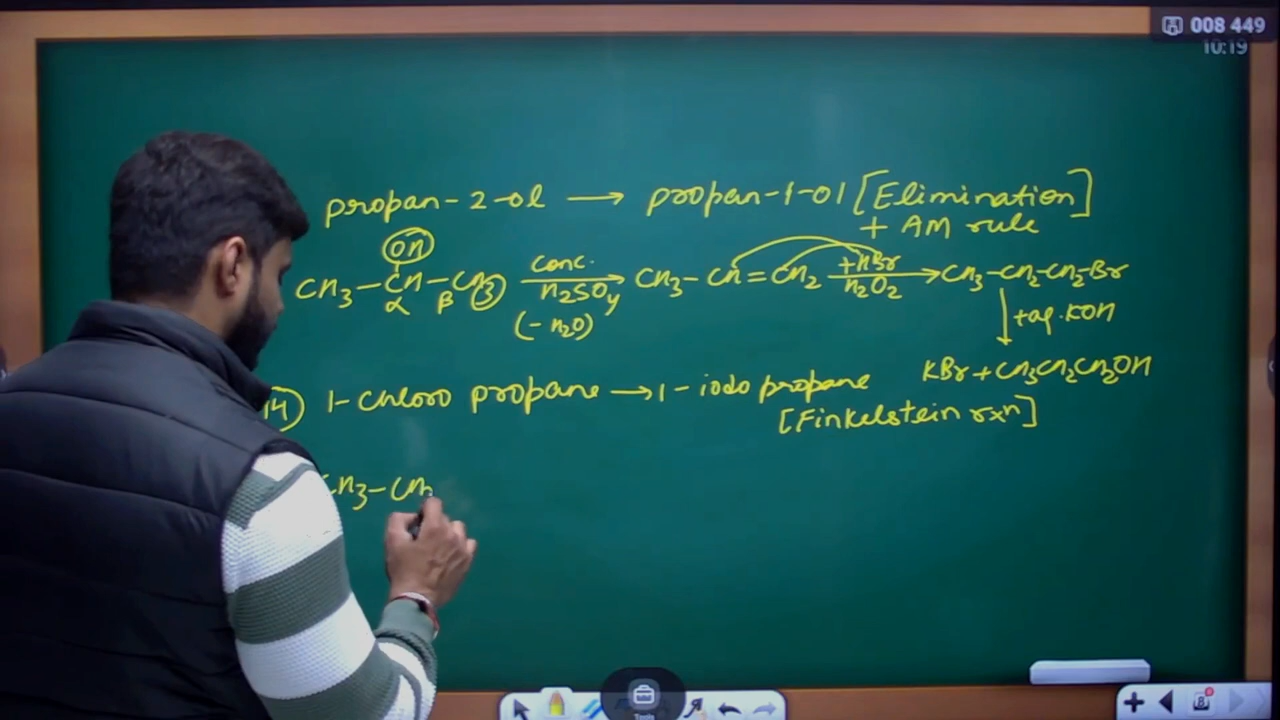 008 449
10:19
propan-2-ol → propan-1-ol [Elimination]
+ AM rule
OH
CH3-CH-CH3 conc. H2SO4 (-H2O) → CH3-CH=CH2 +HBr H2O2 → CH3-CH2-CH2-Br
α β
↓ +aq.KOH
KBr + CH3CH2CH2OH
14) 1-chloro propane → 1-iodo propane
[Finkelstein rxn]
CH3-CH